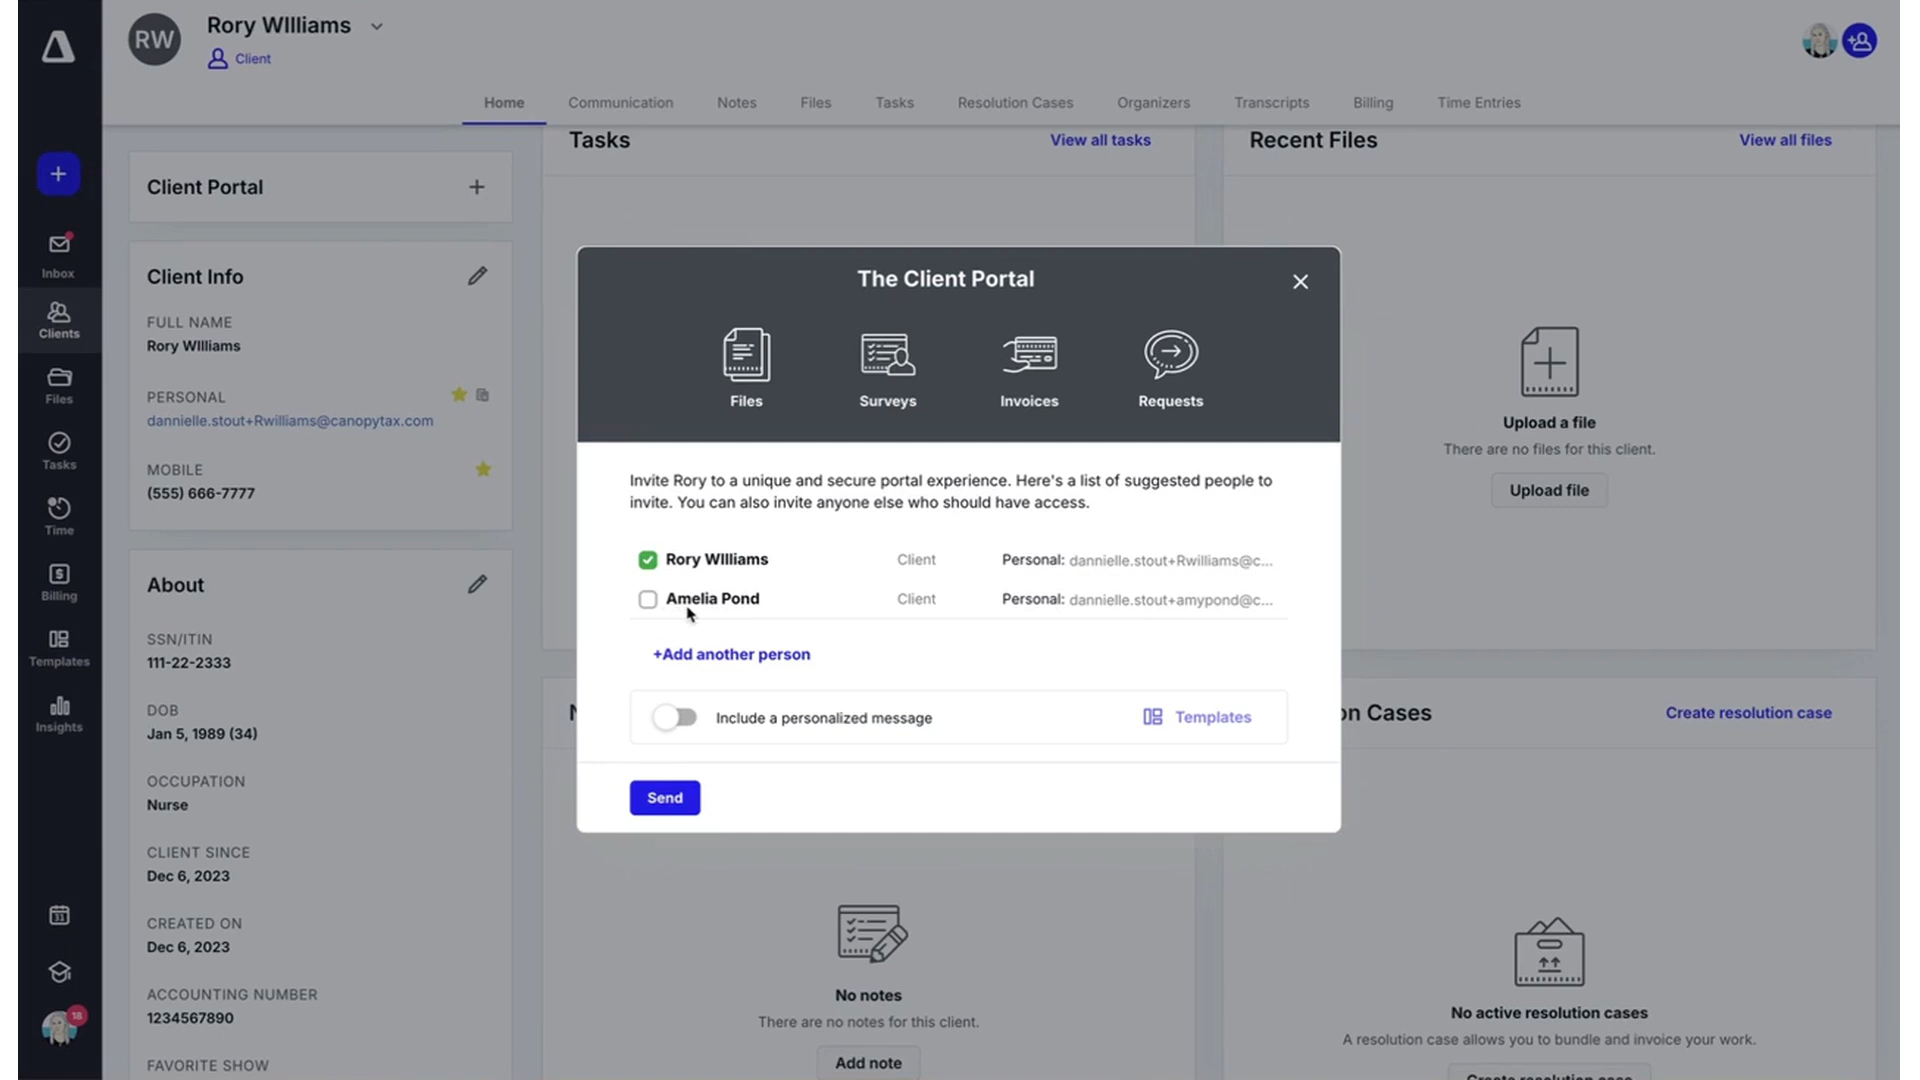 RW
Rory WIlliams
Client
Home
Communication
Notes
Files
Tasks
Resolution Cases
Organizers
Transcripts
Billing
Time Entries
Inbox
Clients
Files
Tasks
Time
Billing
Templates
Insights
31
18
Client Portal
Client Info
FULL NAME
Rory WIlliams
PERSONAL
dannielle.stout+Rwilliams@canopytax.com
MOBILE
(555) 666-7777
About
SSN/ITIN
111-22-2333
DOB
Jan 5, 1989 (34)
OCCUPATION
Nurse
CLIENT SINCE
Dec 6, 2023
CREATED ON
Dec 6, 2023
ACCOUNTING NUMBER
1234567890
FAVORITE SHOW
Tasks
View all tasks
Recent Files
View all files
Upload a file
There are no files for this client.
Upload file
The Client Portal
Files
Surveys
Invoices
Requests
Invite Rory to a unique and secure portal experience. Here's a list of suggested people to
invite. You can also invite anyone else who should have access.
Rory WIlliams Client Personal: dannielle.stout+Rwilliams@c...
Amelia Pond Client Personal: dannielle.stout+amypond@c...
+Add another person
Include a personalized message
Templates
Send
on Cases
Create resolution case
No notes
There are no notes for this client.
Add note
No active resolution cases
A resolution case allows you to bundle and invoice your work.
Create resolution case